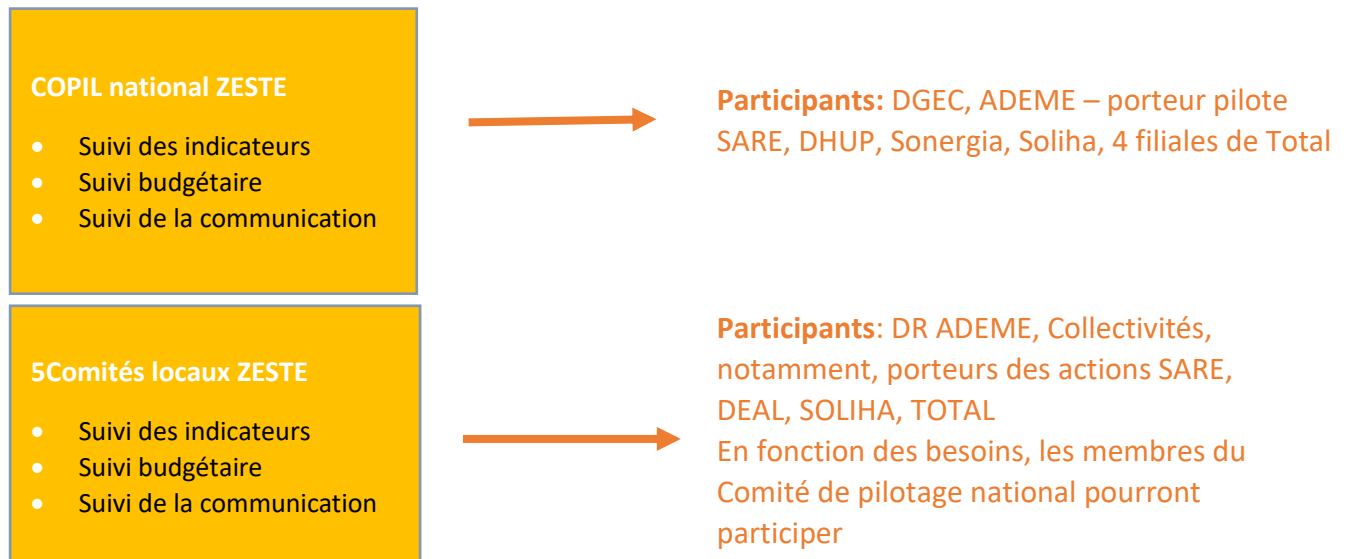 COPIL national ZESTE
• Suivi des indicateurs
• Suivi budgétaire
• Suivi de la communication
Participants: DGEC, ADEME – porteur pilote
SARE, DHUP, Sonergia, Soliha, 4 filiales de Total
5Comités locaux ZESTE
• Suivi des indicateurs
• Suivi budgétaire
• Suivi de la communication
Participants: DR ADEME, Collectivités,
notamment, porteurs des actions SARE,
DEAL, SOLIHA, TOTAL
En fonction des besoins, les membres du
Comité de pilotage national pourront
participer